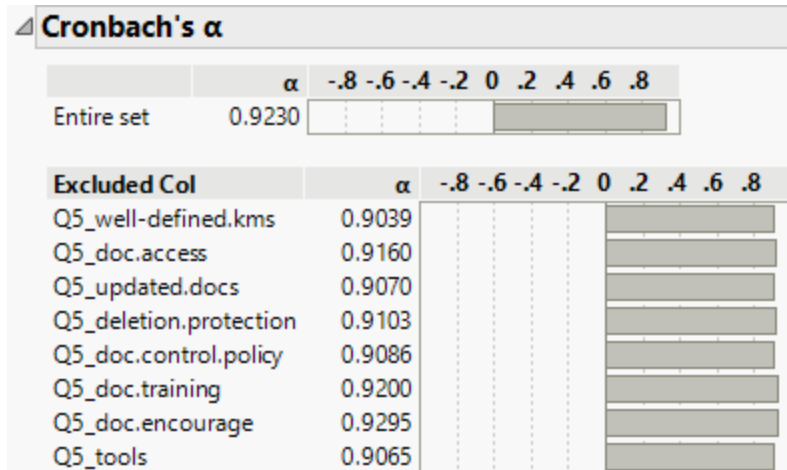 Cronbach's α
α -.8 -.6 -.4 -.2 0 .2 .4 .6 .8
Entire set 0.9230
Excluded Col α -.8 -.6 -.4 -.2 0 .2 .4 .6 .8
Q5_well-defined.kms 0.9039
Q5_doc.access 0.9160
Q5_updated.docs 0.9070
Q5_deletion.protection 0.9103
Q5_doc.control.policy 0.9086
Q5_doc.training 0.9200
Q5_doc.encourage 0.9295
Q5_tools 0.9065